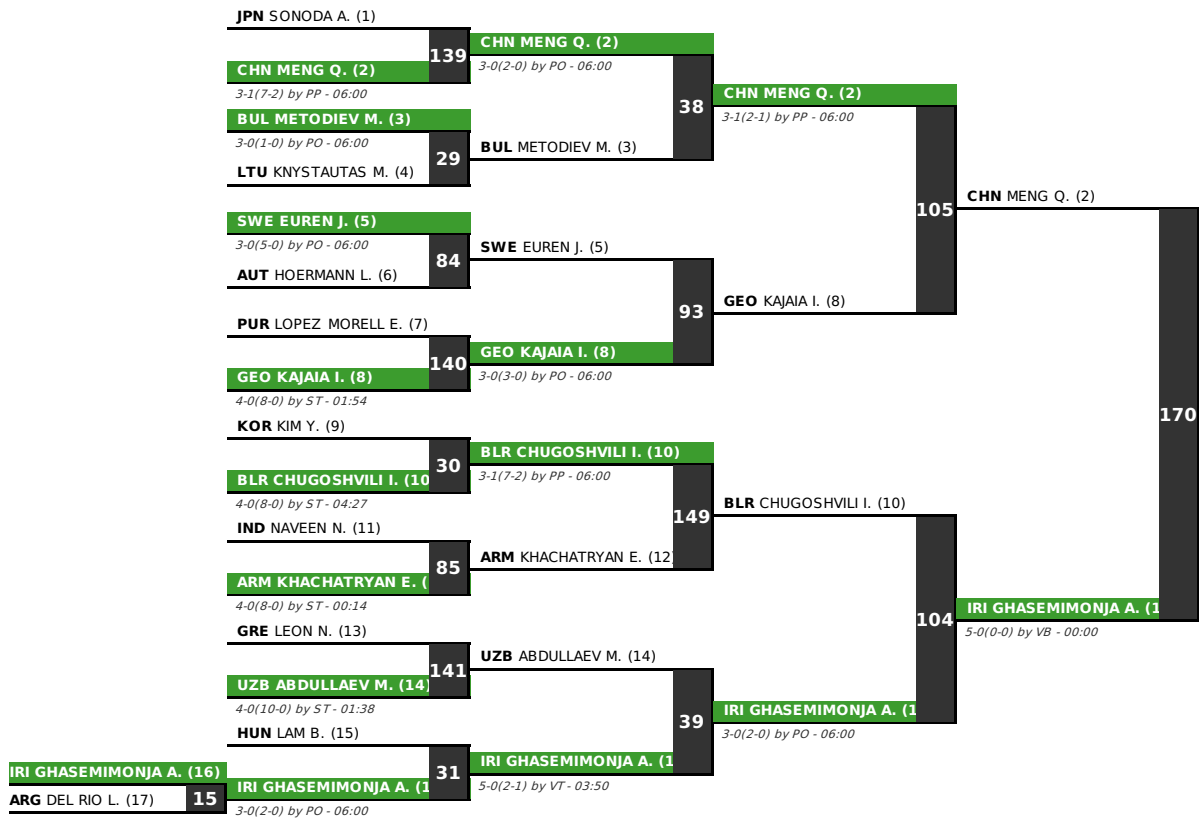 JPN SONODA A. (1)
139
CHN MENG Q. (2)
3-1(7-2) by PP - 06:00
BUL METODIEV M. (3)
3-0(1-0) by PO - 06:00
29
LTU KNYSTAUTAS M. (4)
SWE EUREN J. (5)
3-0(5-0) by PO - 06:00
84
AUT HOERMANN L. (6)
PUR LOPEZ MORELL E. (7)
140
GEO KAJAIA I. (8)
4-0(8-0) by ST - 01:54
KOR KIM Y. (9)
30
BLR CHUGOSHVILI I. (10
4-0(8-0) by ST - 04:27
IND NAVEEN N. (11)
85
ARM KHACHATRYAN E. (
4-0(8-0) by ST - 00:14
GRE LEON N. (13)
141
UZB ABDULLAEV M. (14)
4-0(10-0) by ST - 01:38
HUN LAM B. (15)
31
IRI GHASEMIMONJA A. (16)
ARG DEL RIO L. (17)
15
IRI GHASEMIMONJA A. (1
3-0(2-0) by PO - 06:00
CHN MENG Q. (2)
3-0(2-0) by PO - 06:00
38
BUL METODIEV M. (3)
SWE EUREN J. (5)
93
GEO KAJAIA I. (8)
3-0(3-0) by PO - 06:00
BLR CHUGOSHVILI I. (10)
3-1(7-2) by PP - 06:00
149
ARM KHACHATRYAN E. (12)
UZB ABDULLAEV M. (14)
39
IRI GHASEMIMONJA A. (1
5-0(2-1) by VT - 03:50
CHN MENG Q. (2)
3-1(2-1) by PP - 06:00
105
GEO KAJAIA I. (8)
BLR CHUGOSHVILI I. (10)
104
IRI GHASEMIMONJA A. (1
3-0(2-0) by PO - 06:00
CHN MENG Q. (2)
170
IRI GHASEMIMONJA A. (1
5-0(0-0) by VB - 00:00